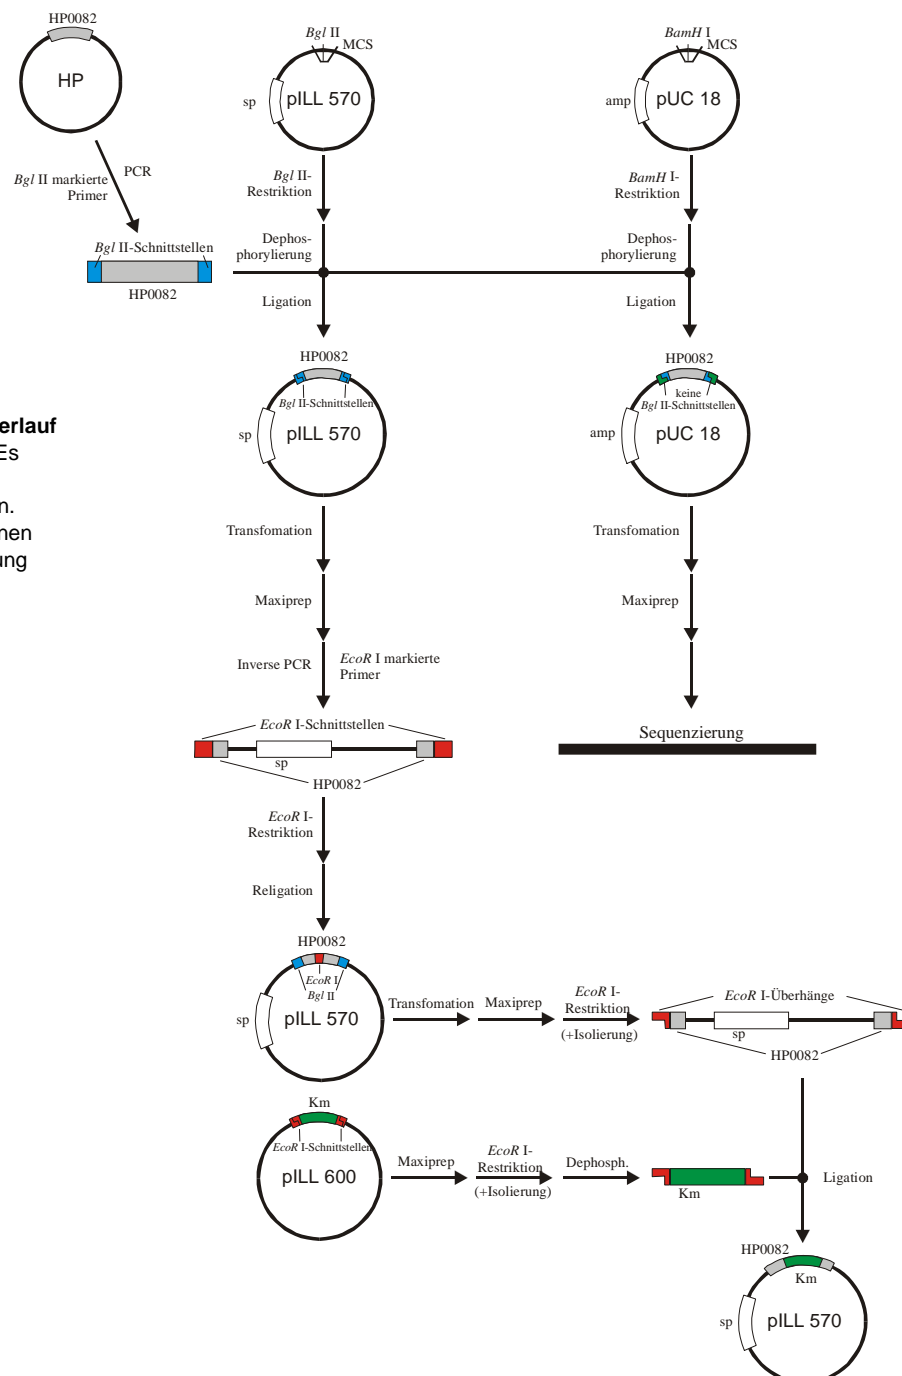 HP0082
HP
Bgl II
MCS
sp
pILL 570
BamH I
MCS
amp
pUC 18
Bgl II markierte
Primer
PCR
Bgl II-
Restriktion
BamH I-
Restriktion
Bgl II-Schnittstellen
HP0082
Dephos-
phorylierung
Dephos-
phorylierung
Ligation
Ligation
HP0082
Bgl II-Schnittstellen
sp
pILL 570
HP0082
keine
Bgl II-Schnittstellen
amp
pUC 18
erlauf
Es
n.
nen
ung
Transfomation
Transfomation
Maxiprep
Maxiprep
Inverse PCR
EcoR I markierte
Primer
EcoR I-Schnittstellen
sp
HP0082
Sequenzierung
EcoR I-
Restriktion
Religation
HP0082
EcoR I
Bgl II
sp
pILL 570
Transfomation
Maxiprep
EcoR I-
Restriktion
(+Isolierung)
EcoR I-Überhänge
sp
HP0082
Km
EcoR I-Schnittstellen
pILL 600
Maxiprep
EcoR I-
Restriktion
(+Isolierung)
Dephosph.
Km
Ligation
HP0082
Km
sp
pILL 570